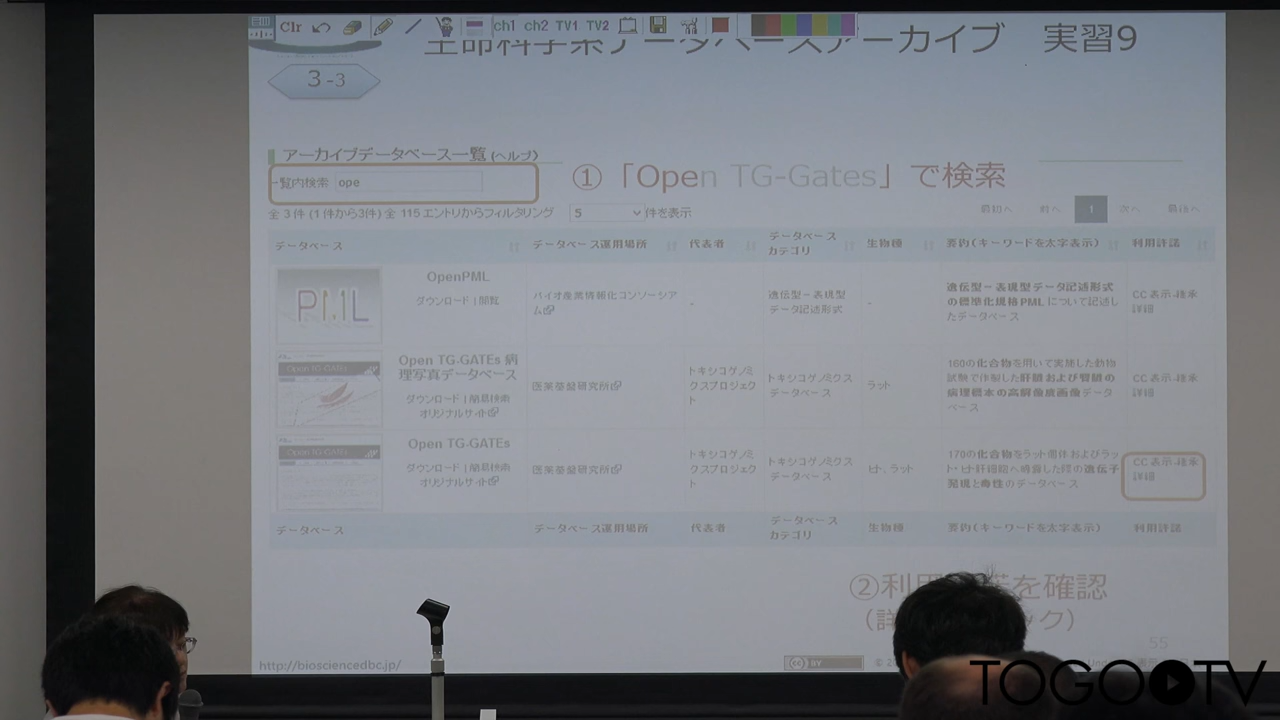 Clr ch1 ch2 TV1 TV2
生命科学系データベースアーカイブ 実習9
3-3
アーカイブデータベース一覧 (ヘルプ)
一覧内検索 ope
①「Open TG-Gates」で検索
全 3 件 (1 件から3件) 全 115 エントリからフィルタリング 5 件を表示
最初へ 前へ 1 次へ 最後へ
データベース データベース運用場所 代表者 データベースカテゴリ 生物種 要約(キーワードを太字表示) 利用許諾
PML
OpenPML
ダウンロード | 閲覧
バイオ産業情報化コンソーシアム
-
遺伝型－表現型
データ記述形式
-
遺伝型－表現型データ記述形式
の標準化規格PMLについて記述し
たデータベース
CC 表示-継承
詳細
Open TG-GATEs
Open TG-GATEs 病
理写真データベース
ダウンロード | 簡易検索
オリジナルサイト
医薬基盤研究所
トキシコゲノミ
クスプロジェク
ト
トキシコゲノミクス
データベース
ラット
160の化合物を用いて実施した動物
試験で作製した肝臓および腎臓の
病理標本の高解像度画像データ
ベース
CC 表示-継承
詳細
Open TG-GATEs
Open TG-GATEs
ダウンロード | 簡易検索
オリジナルサイト
医薬基盤研究所
トキシコゲノミ
クスプロジェク
ト
トキシコゲノミクス
データベース
ヒト、ラット
170の化合物をラット個体およびラッ
ト・ヒト肝細胞へ曝露した際の遺伝子
発現と毒性のデータベース
CC 表示-継承
詳細
データベース データベース運用場所 代表者 データベースカテゴリ 生物種 要約(キーワードを太字表示) 利用許諾
②利 を確認
ック)
55
http://biosciencedbc.jp/
cc BY
TOGO TV